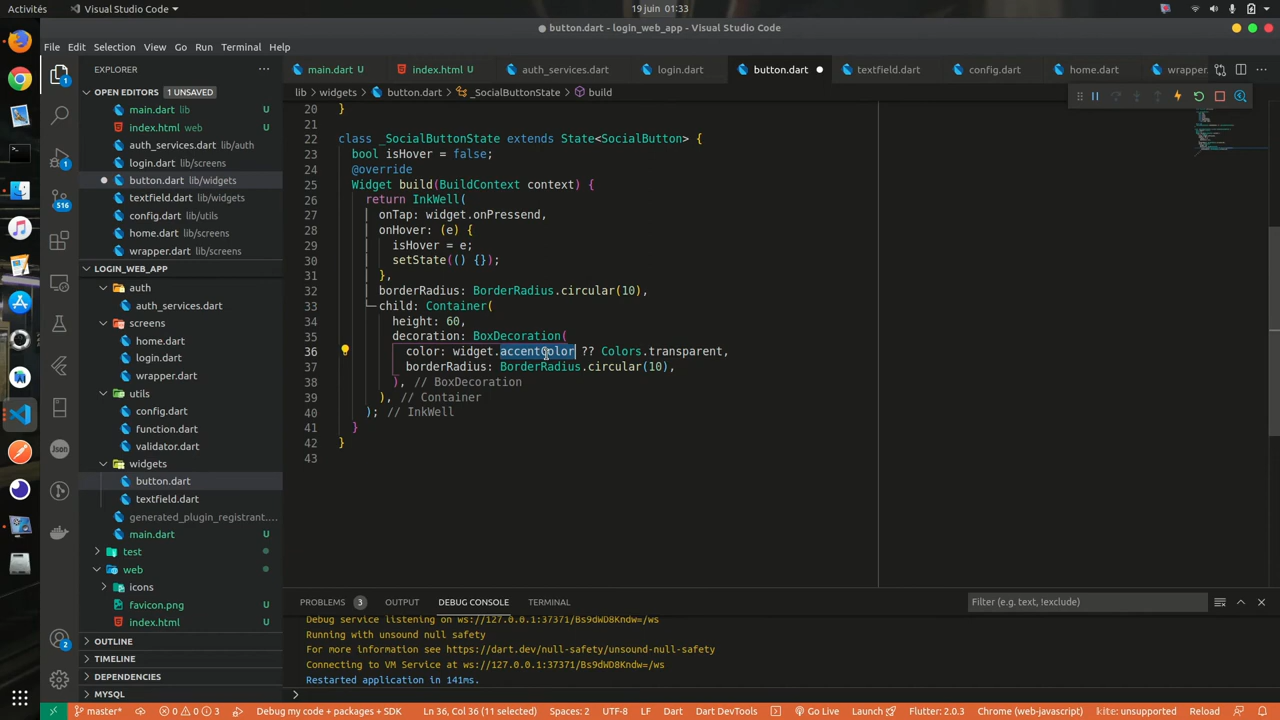 Activités
Visual Studio Code
19 juin 01:33
button.dart - login_web_app - Visual Studio Code
File Edit Selection View Go Run Terminal Help
EXPLORER
main.dart U
index.html U
auth_services.dart
login.dart
button.dart
textfield.dart
config.dart
home.dart
wrapper.
OPEN EDITORS 1 UNSAVED
main.dart lib
index.html web
auth_services.dart lib/auth
login.dart lib/screens
button.dart lib/widgets
textfield.dart lib/widgets
config.dart lib/utils
home.dart lib/screens
wrapper.dart lib/screens
LOGIN_WEB_APP
auth
auth_services.dart
screens
home.dart
login.dart
wrapper.dart
utils
config.dart
function.dart
validator.dart
widgets
button.dart
textfield.dart
generated_plugin_registrant....
main.dart U
test
web
icons
favicon.png U
index.html U
OUTLINE
TIMELINE
DEPENDENCIES
MYSQL
1
1
516
Json
2
lib > widgets > button.dart > _SocialButtonState > build
20 }
21
22 class _SocialButtonState extends State<SocialButton> {
23 bool isHover = false;
24 @override
25 Widget build(BuildContext context) {
26 return InkWell(
27 onTap: widget.onPressend,
28 onHover: (e) {
29 isHover = e;
30 setState(() {});
31 },
32 borderRadius: BorderRadius.circular(10),
33 child: Container(
34 height: 60,
35 decoration: BoxDecoration(
36 color: widget.accentColor ?? Colors.transparent,
37 borderRadius: BorderRadius.circular(10),
38 ), // BoxDecoration
39 ), // Container
40 ); // InkWell
41 }
42 }
43
PROBLEMS 3 OUTPUT DEBUG CONSOLE TERMINAL
Filter (e.g. text, !exclude)
Debug service listening on ws://127.0.0.1:37371/Bs9dWD8Kndw=/ws
Running with unsound null safety
For more information see https://dart.dev/null-safety/unsound-null-safety
Connecting to VM Service at ws://127.0.0.1:37371/Bs9dWD8Kndw=/ws
Restarted application in 141ms.
>
master* 0 0 3 Debug my code + packages + SDK Ln 36, Col 36 (11 selected) Spaces: 2 UTF-8 LF Dart Dart DevTools Go Live Launch Flutter: 2.0.3 Chrome (web-javascript) kite: unsupported Reload